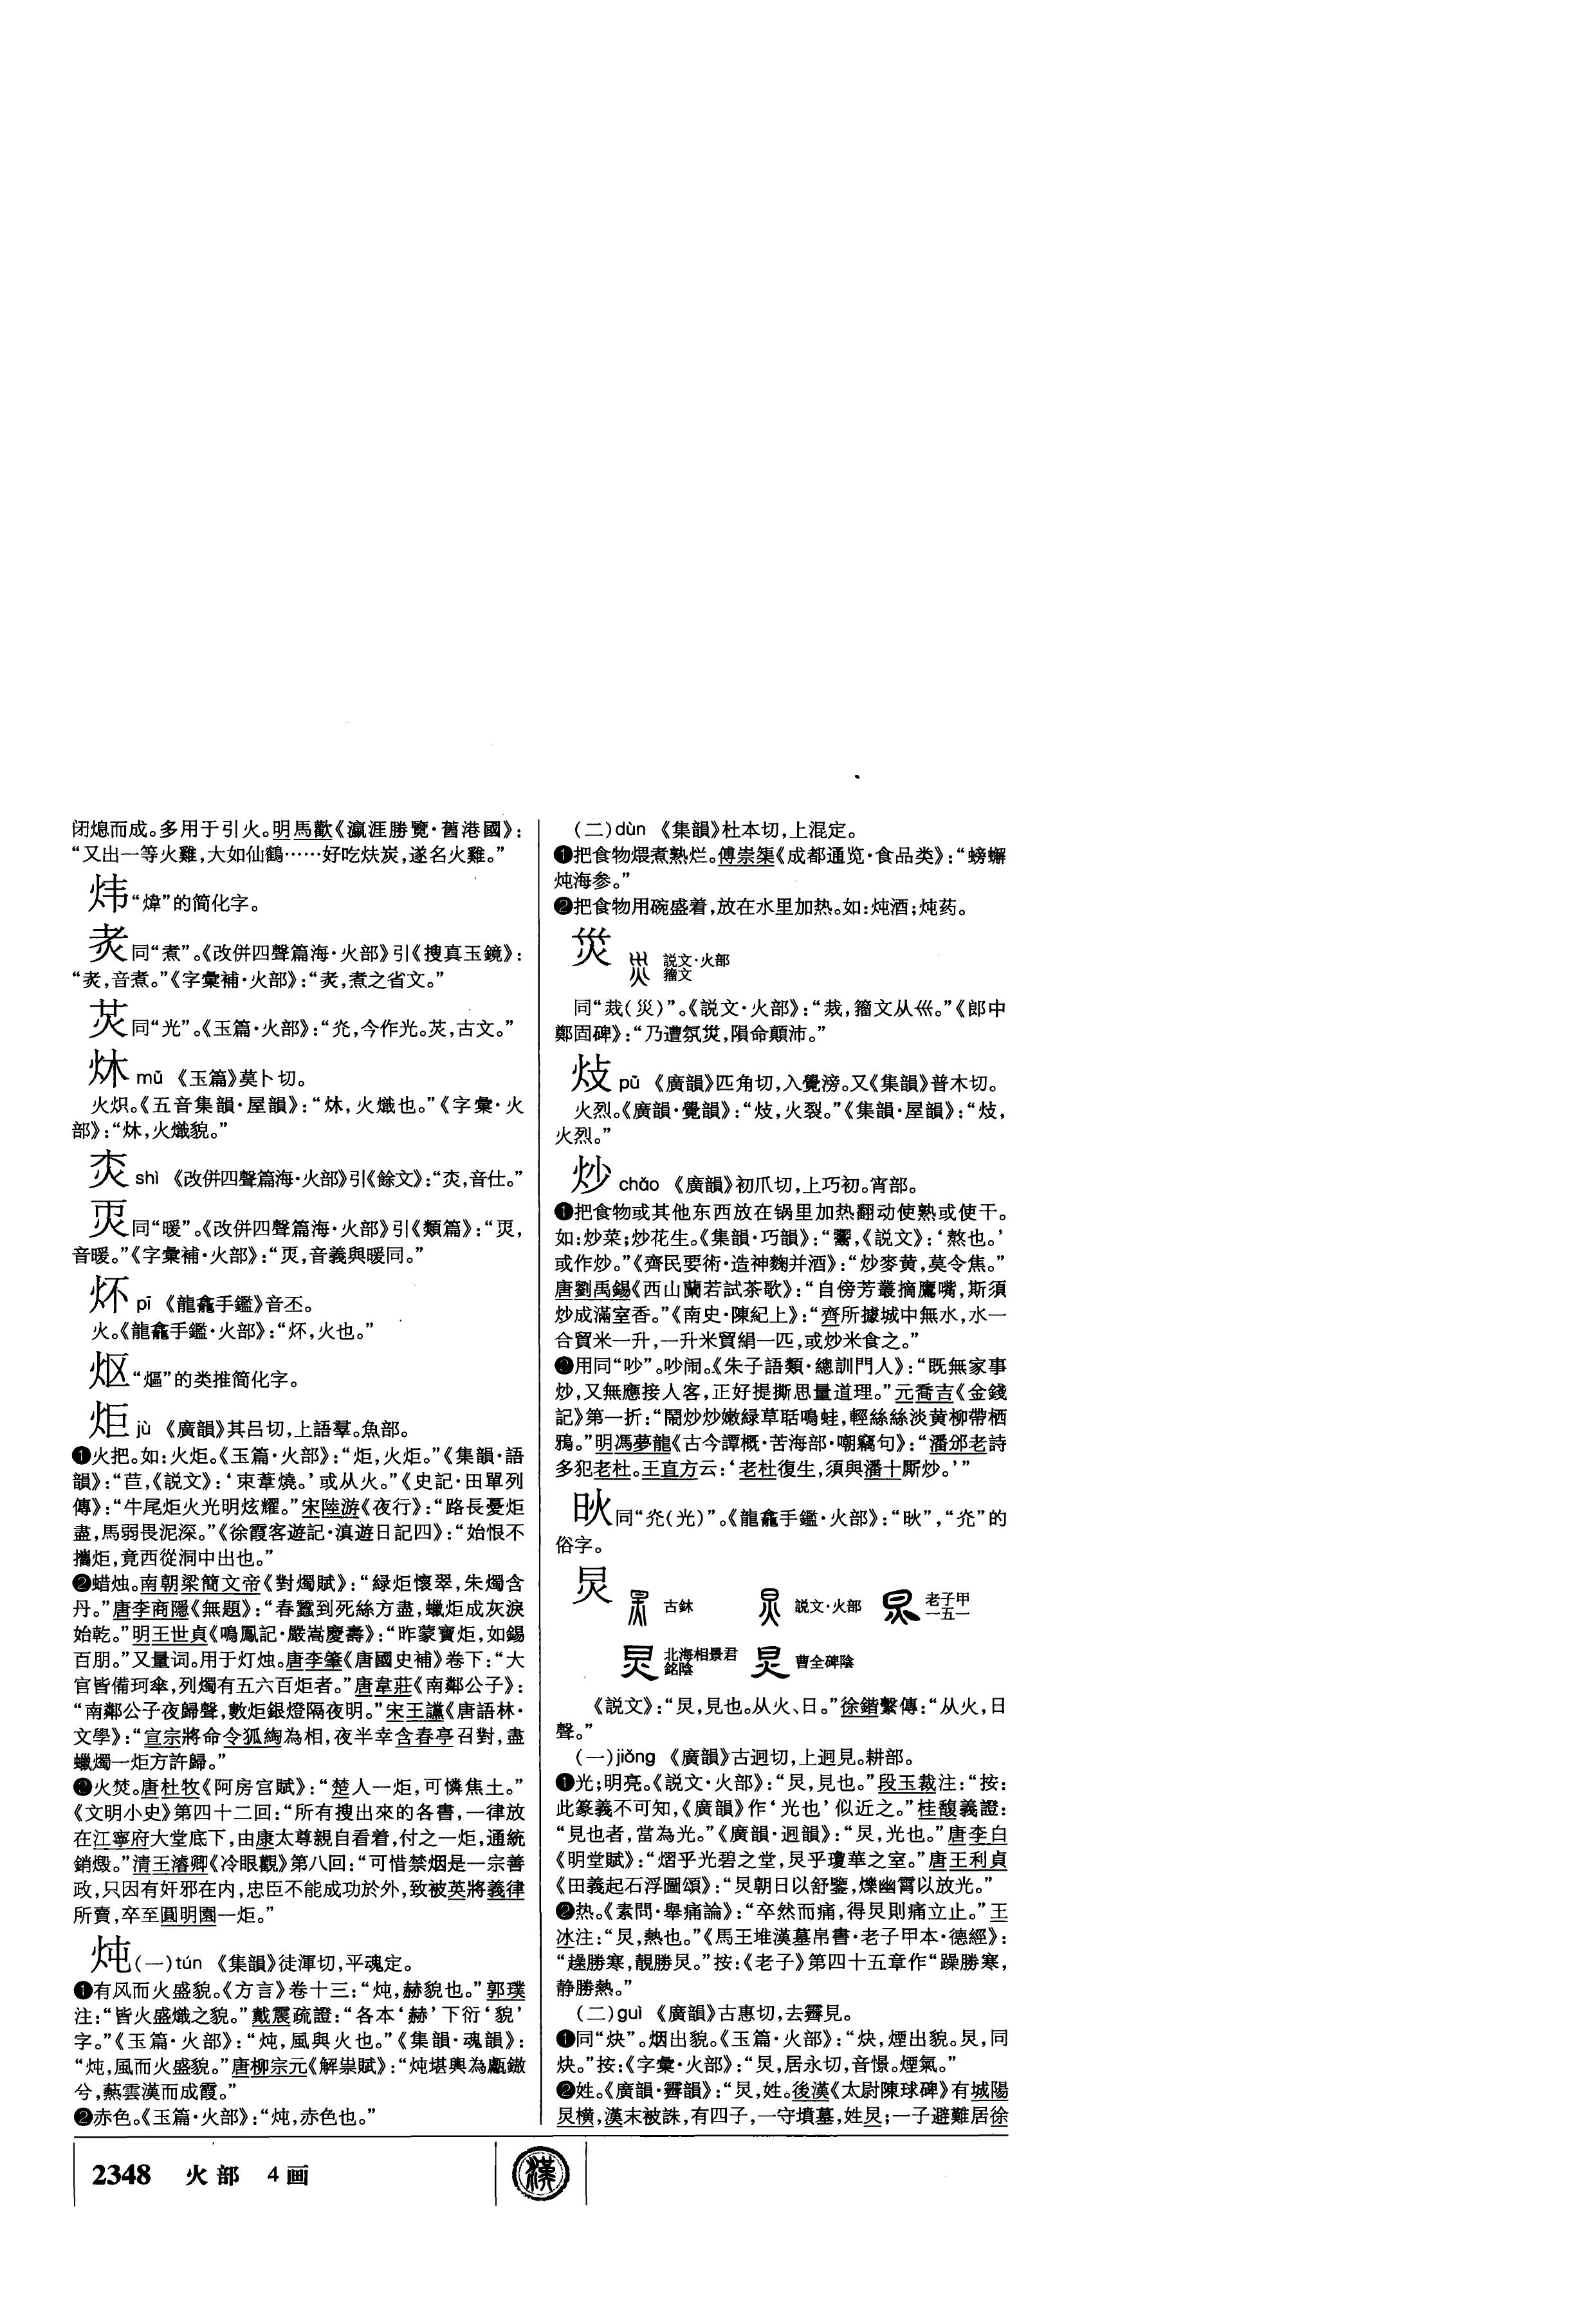 闭熄而成。多用于引火。明馬歡《瀛涯勝覽·舊港國》：
“又出一等火雞，大如仙鶴……好吃炔炭，遂名火雞。”
炜“煒”的简化字。
同“煮”。《改併四聲篇海·火部》引《搜真玉鏡》：
音煮。”《字彙補·火部》：煮之省文。”
炗同“光”。《玉篇·火部》：“灮，今作光。炗，古文。”
炑 mǔ 《玉篇》莫卜切。
火炽。《五音集韻·屋韻》：“炑，火熾也。”《字彙·火
部》：“炑，火熾貌。”
shì 《改併四聲篇海·火部》引《餘文》：音仕。”
同“暖”。《改併四聲篇海·火部》引《類篇》：
音暖。”《字彙補·火部》：音義與暖同。”
炋 pī 《龍龕手鑑》音丕。
火。《龍龕手鑑·火部》：“炋，火也。”
炢“熰”的类推简化字。
炬 jù 《廣韻》其呂切，上語羣。魚部。
❶火把。如：火炬。《玉篇·火部》：“炬，火炬。”《集韻·語
韻》：“苣，《説文》：‘束葦燒。’或从火。”《史記·田單列
傳》：“牛尾炬火光明炫耀。”宋陸游《夜行》：“路長憂炬
盡，馬弱畏泥深。”《徐霞客遊記·滇遊日記四》：“始恨不
攜炬，竟西從洞中出也。”
❷蜡烛。南朝梁簡文帝《對燭賦》：“緑炬懷翠，朱燭含
丹。”唐李商隱《無題》：“春蠶到死絲方盡，蠟炬成灰淚
始乾。”明王世貞《鳴鳳記·嚴嵩慶壽》：“昨蒙寶炬，如錫
百朋。”又量词。用于灯烛。唐李肇《唐國史補》卷下：“大
官皆備珂傘，列燭有五六百炬者。”唐韋莊《南鄰公子》：
“南鄰公子夜歸聲，數炬銀燈隔夜明。”宋王讜《唐語林·
文學》：“宣宗將命令狐綯為相，夜半幸含春亭召對，盡
蠟燭一炬方許歸。”
❸火焚。唐杜牧《阿房宫賦》：“楚人一炬，可憐焦土。”
《文明小史》第四十二回：“所有搜出來的各書，一律放
在江寧府大堂底下，由康太尊親自看着，付之一炬，通統
銷燬。”清王濬卿《冷眼觀》第八回：“可惜禁烟是一宗善
政，只因有奸邪在内，忠臣不能成功於外，致被英將義律
所賣，卒至圓明園一炬。”
炖(一)tún 《集韻》徒渾切，平魂定。
❶有风而火盛貌。《方言》卷十三：“炖，赫貌也。”郭璞
注：“皆火盛熾之貌。”戴震疏證：“各本‘赫’下衍‘貌’
字。”《玉篇·火部》：“炖，風與火也。”《集韻·魂韻》：
“炖，風而火盛貌。”唐柳宗元《解祟賦》：“炖堪輿為甗鏾
兮，爇雲漢而成霞。”
❷赤色。《玉篇·火部》：“炖，赤色也。”
(二)dùn 《集韻》杜本切，上混定。
❶把食物煨煮熟烂。傅崇榘《成都通览·食品类》：“螃蟹
炖海参。”
❷把食物用碗盛着，放在水里加热。如：炖酒；炖药。
災 説文·火部
籀文
同“烖(災)”。《説文·火部》：“烖，籀文从巛。”《郎中
鄭固碑》：“乃遭氛災，隕命顛沛。”
炇 pū 《廣韻》匹角切，入覺滂。又《集韻》普木切。
火烈。《廣韻·覺韻》：“炇，火裂。”《集韻·屋韻》：“炇，
火烈。”
炒 chǎo 《廣韻》初爪切，上巧初。宵部。
❶把食物或其他东西放在锅里加热翻动使熟或使干。
如：炒菜；炒花生。《集韻·巧韻》：“鬻，《説文》：‘熬也。’
或作炒。”《齊民要術·造神麴并酒》：“炒麥黄，莫令焦。”
唐劉禹錫《西山蘭若試茶歌》：“自傍芳叢摘鷹嘴，斯須
炒成滿室香。”《南史·陳紀上》：“齊所據城中無水，水一
合貿米一升，一升米貿絹一匹，或炒米食之。”
❷用同“吵”。吵闹。《朱子語類·總訓門人》：“既無家事
炒，又無應接人客，正好提撕思量道理。”元喬吉《金錢
記》第一折：“鬧炒炒嫩緑草聒鳴蛙，輕絲絲淡黄柳帶栖
鴉。”明馮夢龍《古今譚概·苦海部·嘲竊句》：“潘邠老詩
多犯老杜。王直方云：‘老杜復生，須與潘十厮炒。’”
同“灮(光)”。《龍龕手鑑·火部》：“灮”的
俗字。
炅 古鉥 説文·火部 老子甲
一五一
北海相景君
銘陰 曹全碑陰
《説文》：“炅，見也。从火、日。”徐鍇繫傳：“从火，日
聲。”
(一)jiǒng 《廣韻》古迥切，上迥見。耕部。
❶光；明亮。《説文·火部》：“炅，見也。”段玉裁注：“按：
此篆義不可知，《廣韻》作‘光也’似近之。”桂馥義證：
“見也者，當為光。”《廣韻·迥韻》：“炅，光也。”唐李白
《明堂賦》：“熠乎光碧之堂，炅乎瓊華之室。”唐王利貞
《田義起石浮圖頌》：“炅朝日以舒鑒，爍幽霄以放光。”
❷热。《素問·舉痛論》：“卒然而痛，得炅則痛立止。”王
冰注：“炅，熱也。”《馬王堆漢墓帛書·老子甲本·德經》：
“趮勝寒，靚勝炅。”按：《老子》第四十五章作“躁勝寒，
静勝熱。”
(二)guì 《廣韻》古惠切，去霽見。
❶同“炔”。烟出貌。《玉篇·火部》：“炔，煙出貌。炅，同
炔。”按：《字彙·火部》：“炅，居永切，音憬。煙氣。”
❷姓。《廣韻·霽韻》：“炅，姓。後漢《太尉陳球碑》有城陽
炅横，漢末被誅，有四子，一守墳墓，姓炅；一子避難居徐
2348 火部 4画
漢